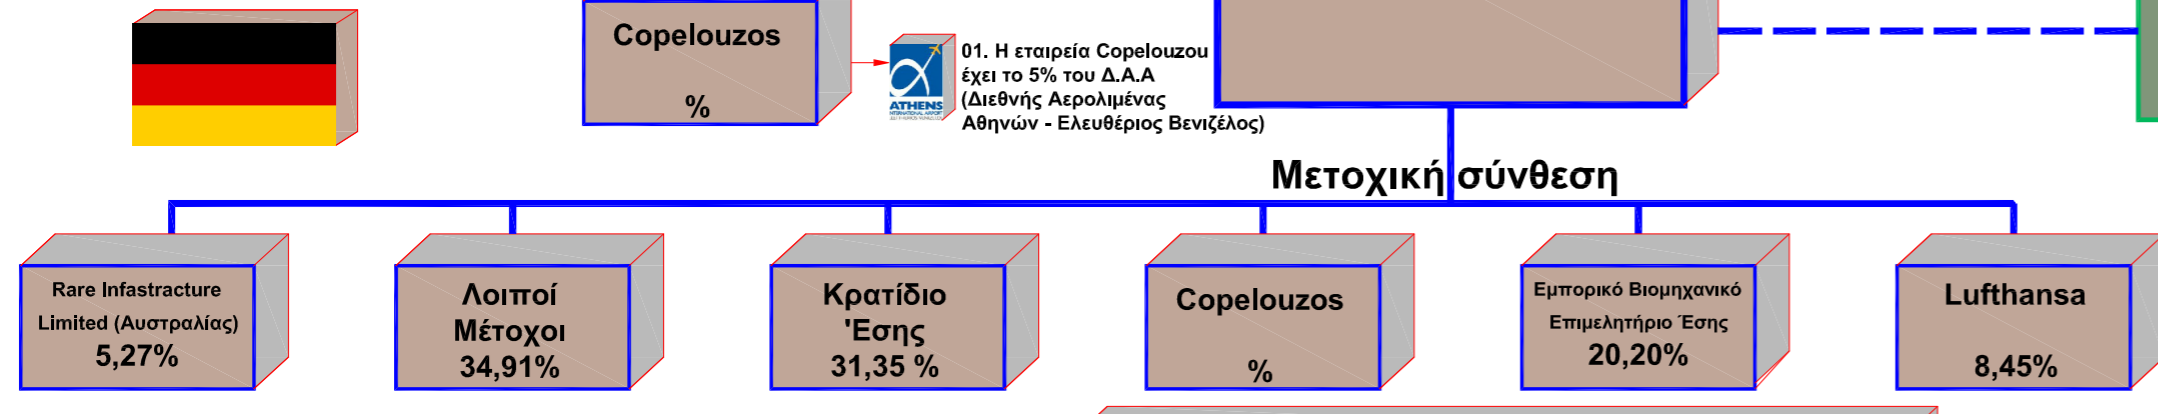 Copelouzos
%
ATHENS
INTERNATIONAL AIRPORT
01. Η εταιρεία Copelouzou
έχει το 5% του Δ.Α.Α
(Διεθνής Αερολιμένας
Αθηνών - Ελευθέριος Βενιζέλος)
Μετοχική σύνθεση
Rare Infastracture
Limited (Αυστραλίας)
5,27%
Λοιποί
Μέτοχοι
34,91%
Κρατίδιο
'Εσης
31,35 %
Copelouzos
%
Εμπορικό Βιομηχανικό
Επιμελητήριο Έσης
20,20%
Lufthansa
8,45%